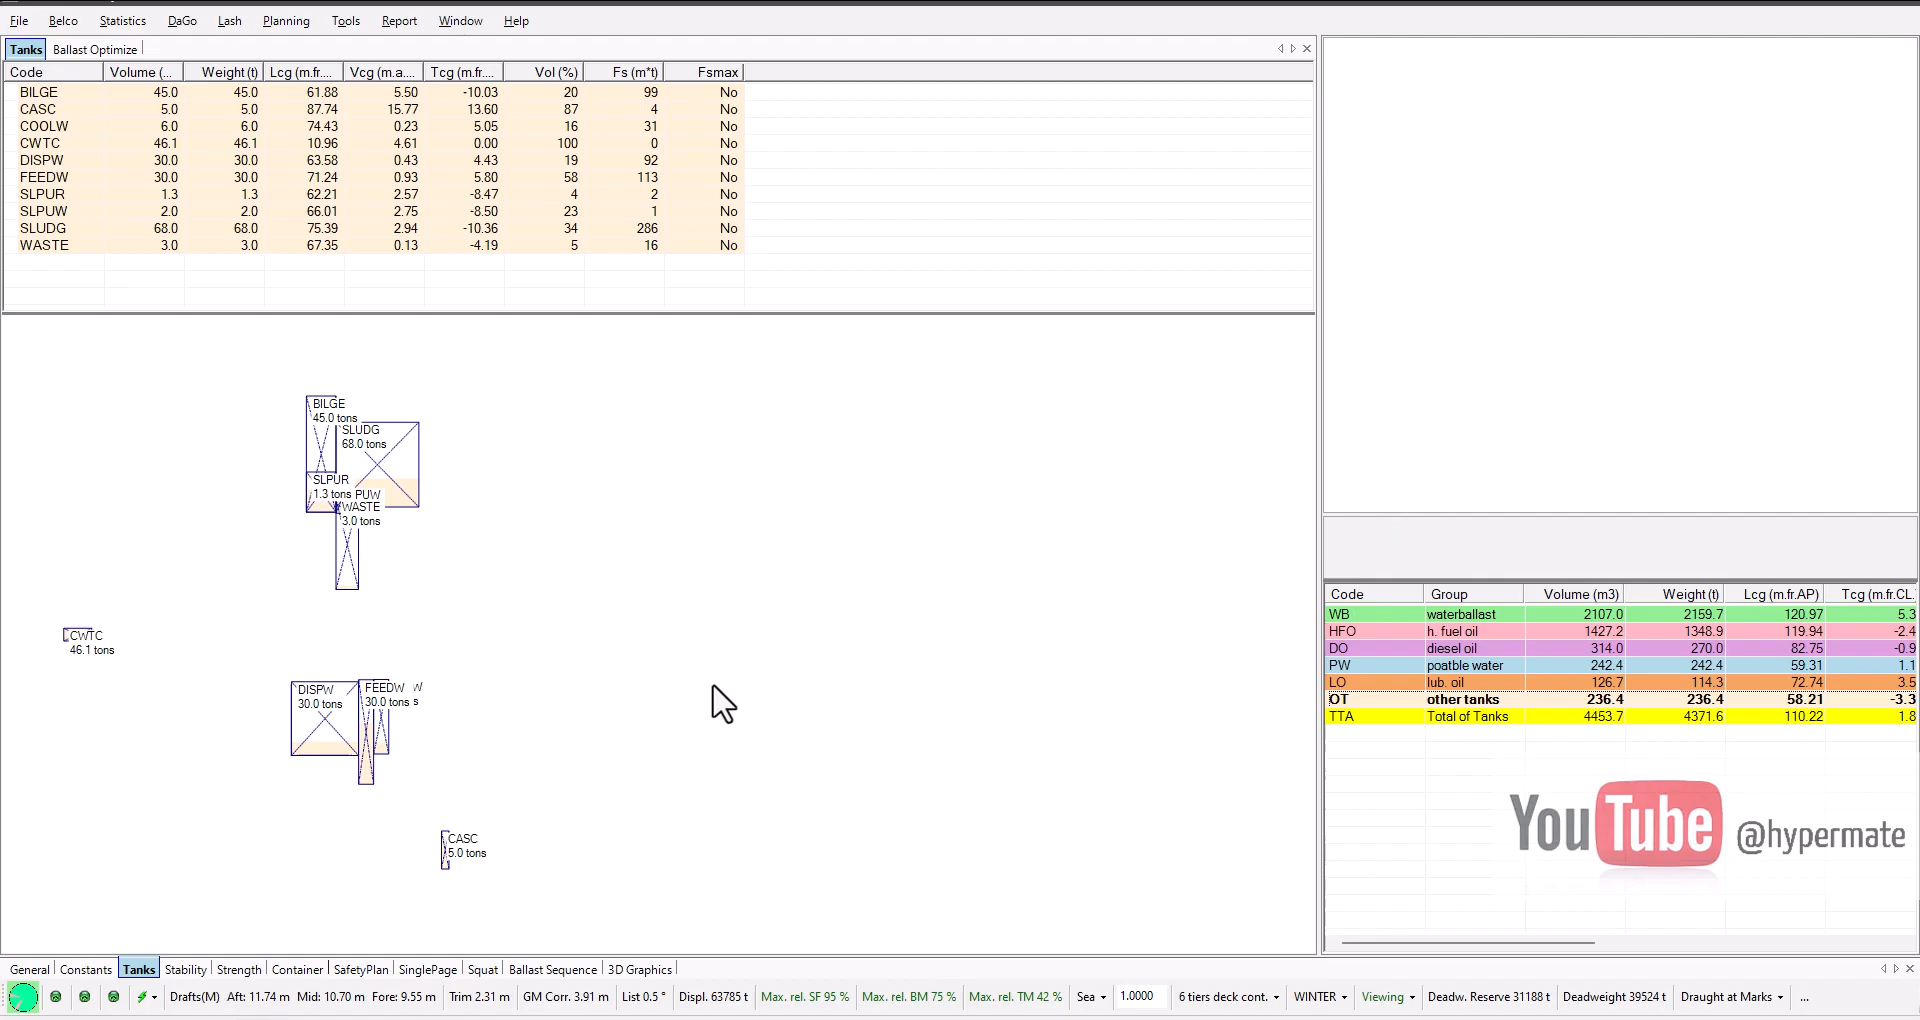 File Belco Statistics DaGo Lash Planning Tools Report Window Help
Tanks Ballast Optimize
Code Volume (... Weight (t) Lcg (m.fr.... Vcg (m.a.... Tcg (m.fr.... Vol (%) Fs (m*t) Fsmax
BILGE 45.0 45.0 61.88 5.50 -10.03 20 99 No
CASC 5.0 5.0 87.74 15.77 13.60 87 4 No
COOLW 6.0 6.0 74.43 0.23 5.05 16 31 No
CWTC 46.1 46.1 10.96 4.61 0.00 100 0 No
DISPW 30.0 30.0 63.58 0.43 4.43 19 92 No
FEEDW 30.0 30.0 71.24 0.93 5.80 58 113 No
SLPUR 1.3 1.3 62.21 2.57 -8.47 4 2 No
SLPUW 2.0 2.0 66.01 2.75 -8.50 23 1 No
SLUDG 68.0 68.0 75.39 2.94 -10.36 34 286 No
WASTE 3.0 3.0 67.35 0.13 -4.19 5 16 No
BILGE
45.0 tons
SLUDG
68.0 tons
SLPUR
1.3 tons PUW
WASTE
3.0 tons
CWTC
46.1 tons
DISPW
30.0 tons
FEEDW W
30.0 tons s
CASC
5.0 tons
Code Group Volume (m3) Weight (t) Lcg (m.fr.AP) Tcg (m.fr.CL.
WB waterballast 2107.0 2159.7 120.97 5.3
HFO h. fuel oil 1427.2 1348.9 119.94 -2.4
DO diesel oil 314.0 270.0 82.75 -0.9
PW poatble water 242.4 242.4 59.31 1.1
LO lub. oil 126.7 114.3 72.74 3.5
OT other tanks 236.4 236.4 58.21 -3.3
TTA Total of Tanks 4453.7 4371.6 110.22 1.8
YouTube @hypermate
General Constants Tanks Stability Strength Container SafetyPlan SinglePage Squat Ballast Sequence 3D Graphics
Drafts(M) Aft: 11.74 m Mid: 10.70 m Fore: 9.55 m Trim 2.31 m GM Corr. 3.91 m List 0.5 ° Displ. 63785 t Max. rel. SF 95 % Max. rel. BM 75 % Max. rel. TM 42 % Sea 1.0000 6 tiers deck cont. WINTER Viewing Deadw. Reserve 31188 t Deadweight 39524 t Draught at Marks ...